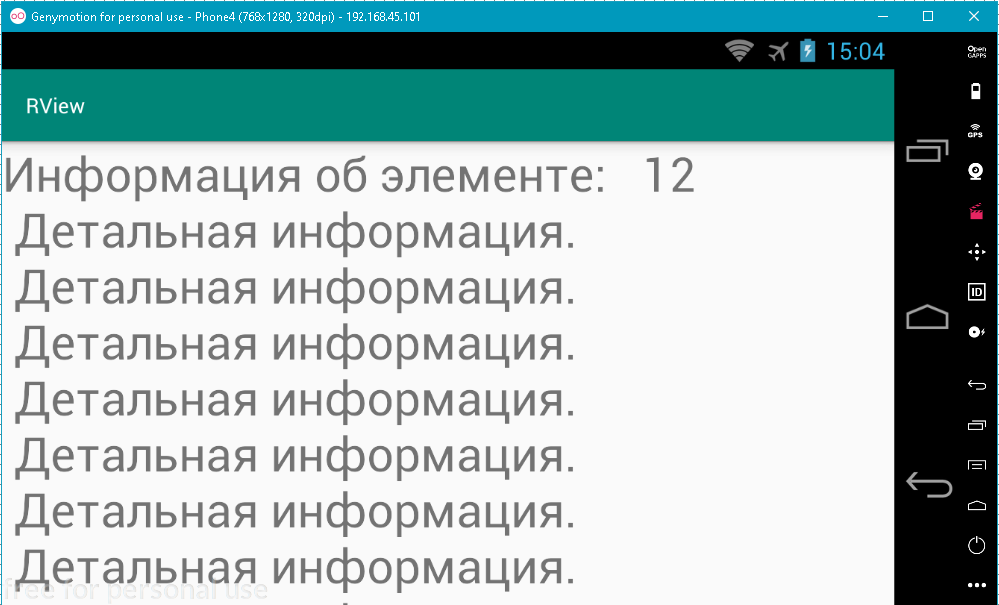 Genymotion for personal use - Phone4 (768x1280, 320dpi) - 192.168.45.101
15:04
Open
GAPPS
RView
GPS
Информация об элементе: 12
Детальная информация.
Детальная информация.
Детальная информация.
ID
Детальная информация.
Детальная информация.
Детальная информация.
Детальная информация.
free for personal use